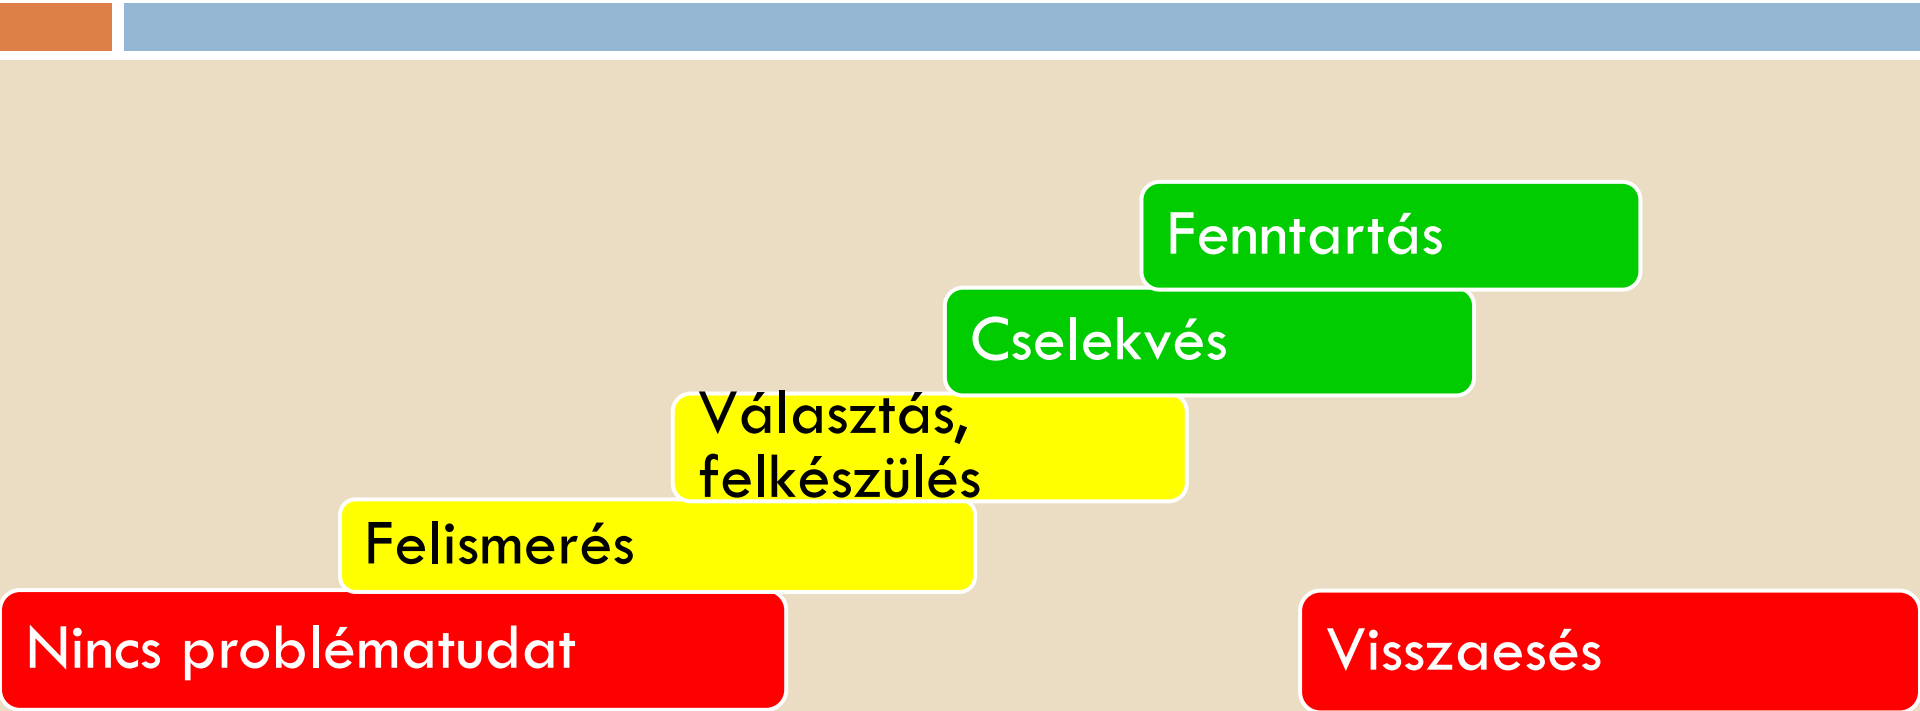 Fenntartás
Cselekvés
Választás,
felkészülés
Felismerés
Nincs problématudat
Visszaesés